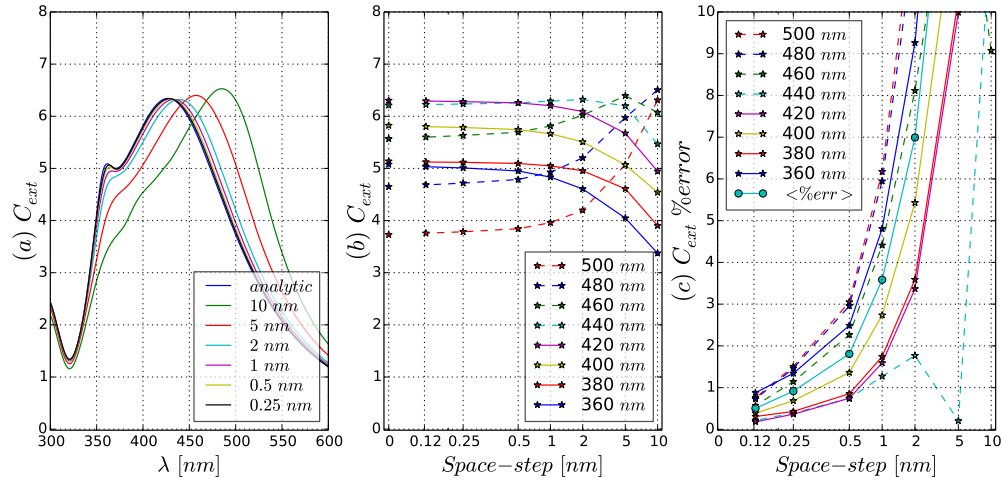 8
7
6
5
4
3
2
1
0
(a) C_ext
300 350 400 450 500 550 600
λ [nm]
analytic
10 nm
5 nm
2 nm
1 nm
0.5 nm
0.25 nm
8
7
6
5
4
3
2
1
0
(b) C_ext
0 0.12 0.25 0.5 1 2 5 10
Space−step [nm]
500 nm
480 nm
460 nm
440 nm
420 nm
400 nm
380 nm
360 nm
10
9
8
7
6
5
4
3
2
1
0
(c) C_ext %error
0 0.12 0.25 0.5 1 2 5 10
Space−step [nm]
500 nm
480 nm
460 nm
440 nm
420 nm
400 nm
380 nm
360 nm
<%err>